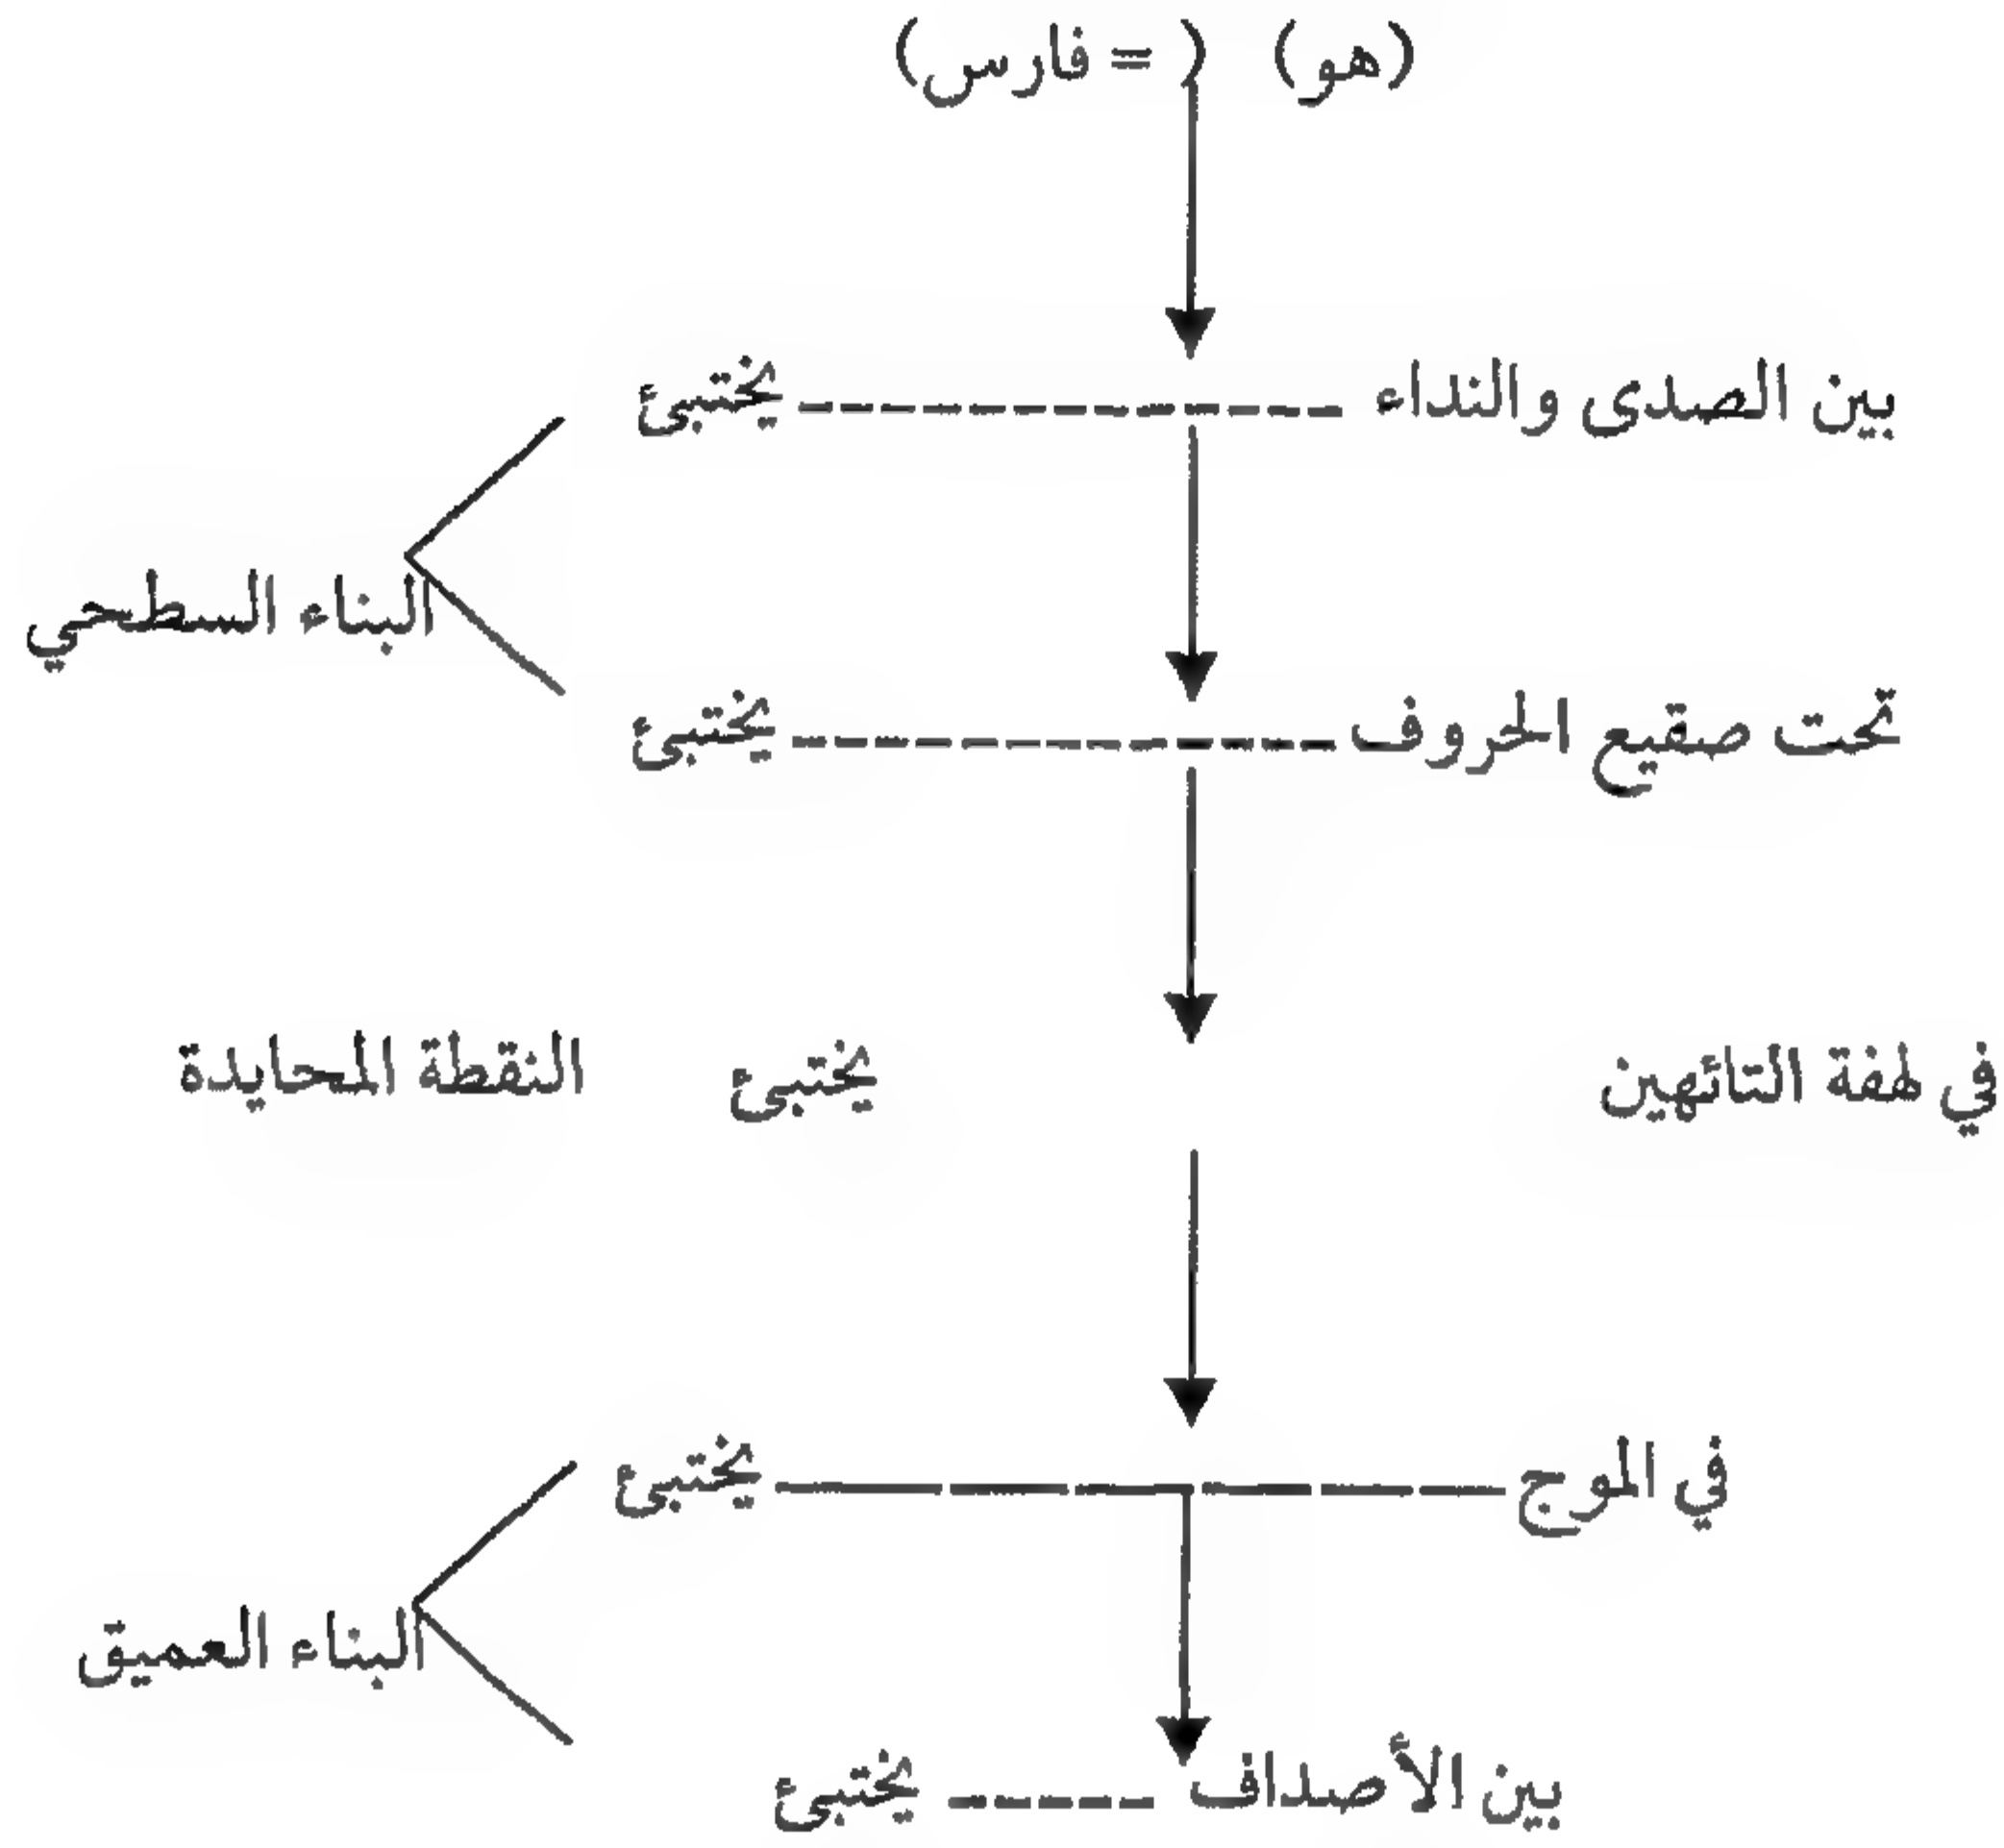 (هو) ( = فارس)
بين الصدى والنداء يختبئ
البناء السطحي
تحت صقيع الحروف يختبئ
في لهفة التائهين يختبئ النقطة المحايدة
في الموج يختبئ
البناء العميق
بين الأصداف يختبئ